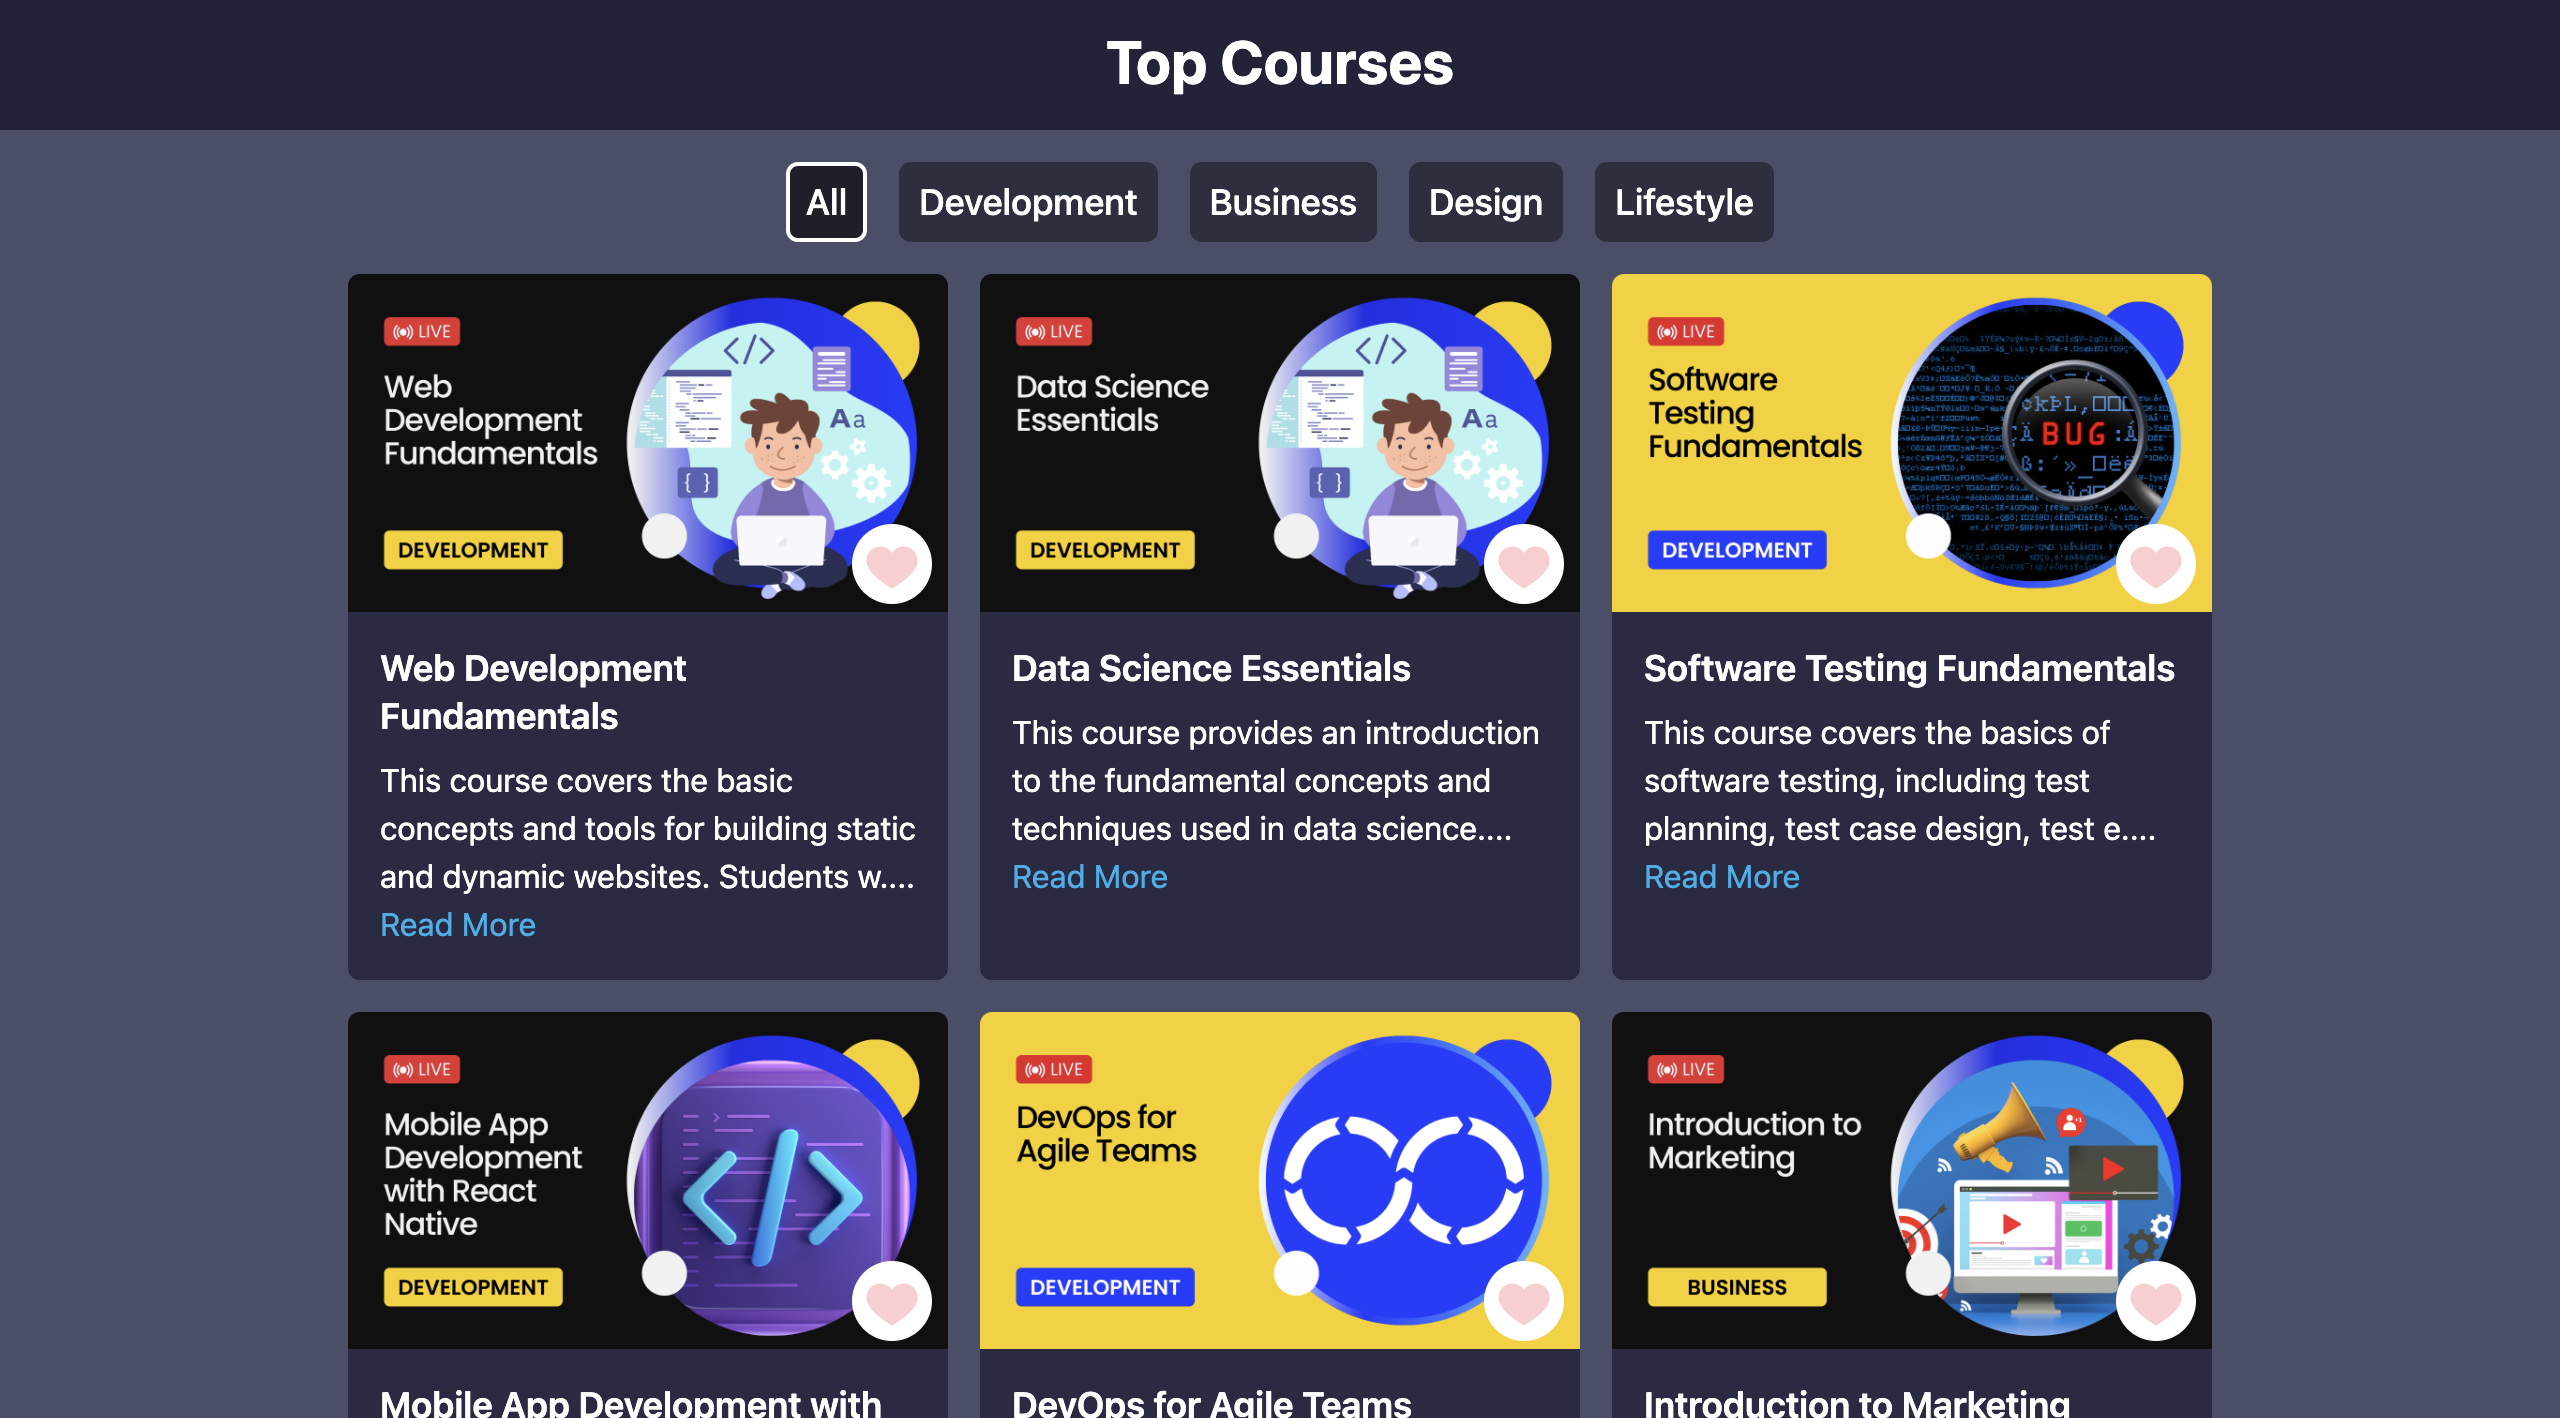 Top Courses
All
Development
Business
Design
Lifestyle
LIVE
Web
Development
Fundamentals
</>
Aa
{ }
DEVELOPMENT
Web Development
Fundamentals
This course covers the basic
concepts and tools for building static
and dynamic websites. Students w....
Read More
LIVE
Data Science
Essentials
</>
Aa
{ }
DEVELOPMENT
Data Science Essentials
This course provides an introduction
to the fundamental concepts and
techniques used in data science....
Read More
LIVE
Software
Testing
Fundamentals
BUG
DEVELOPMENT
Software Testing Fundamentals
This course covers the basics of
software testing, including test
planning, test case design, test e....
Read More
LIVE
Mobile App
Development
with React
Native
</>
DEVELOPMENT
Mobile App Development with
LIVE
DevOps for
Agile Teams
DEVELOPMENT
DevOps for Agile Teams
LIVE
Introduction to
Marketing
BUSINESS
Introduction to Marketing